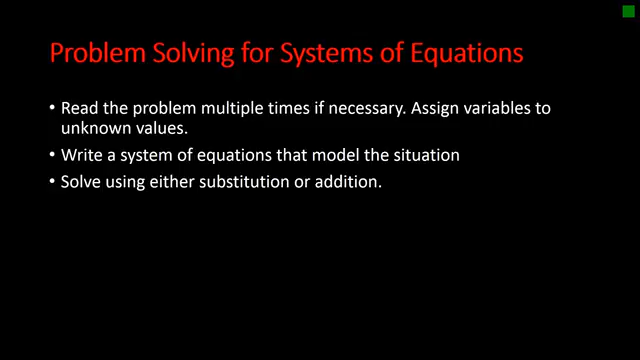 Problem Solving for Systems of Equations
• Read the problem multiple times if necessary. Assign variables to
unknown values.
• Write a system of equations that model the situation
• Solve using either substitution or addition.